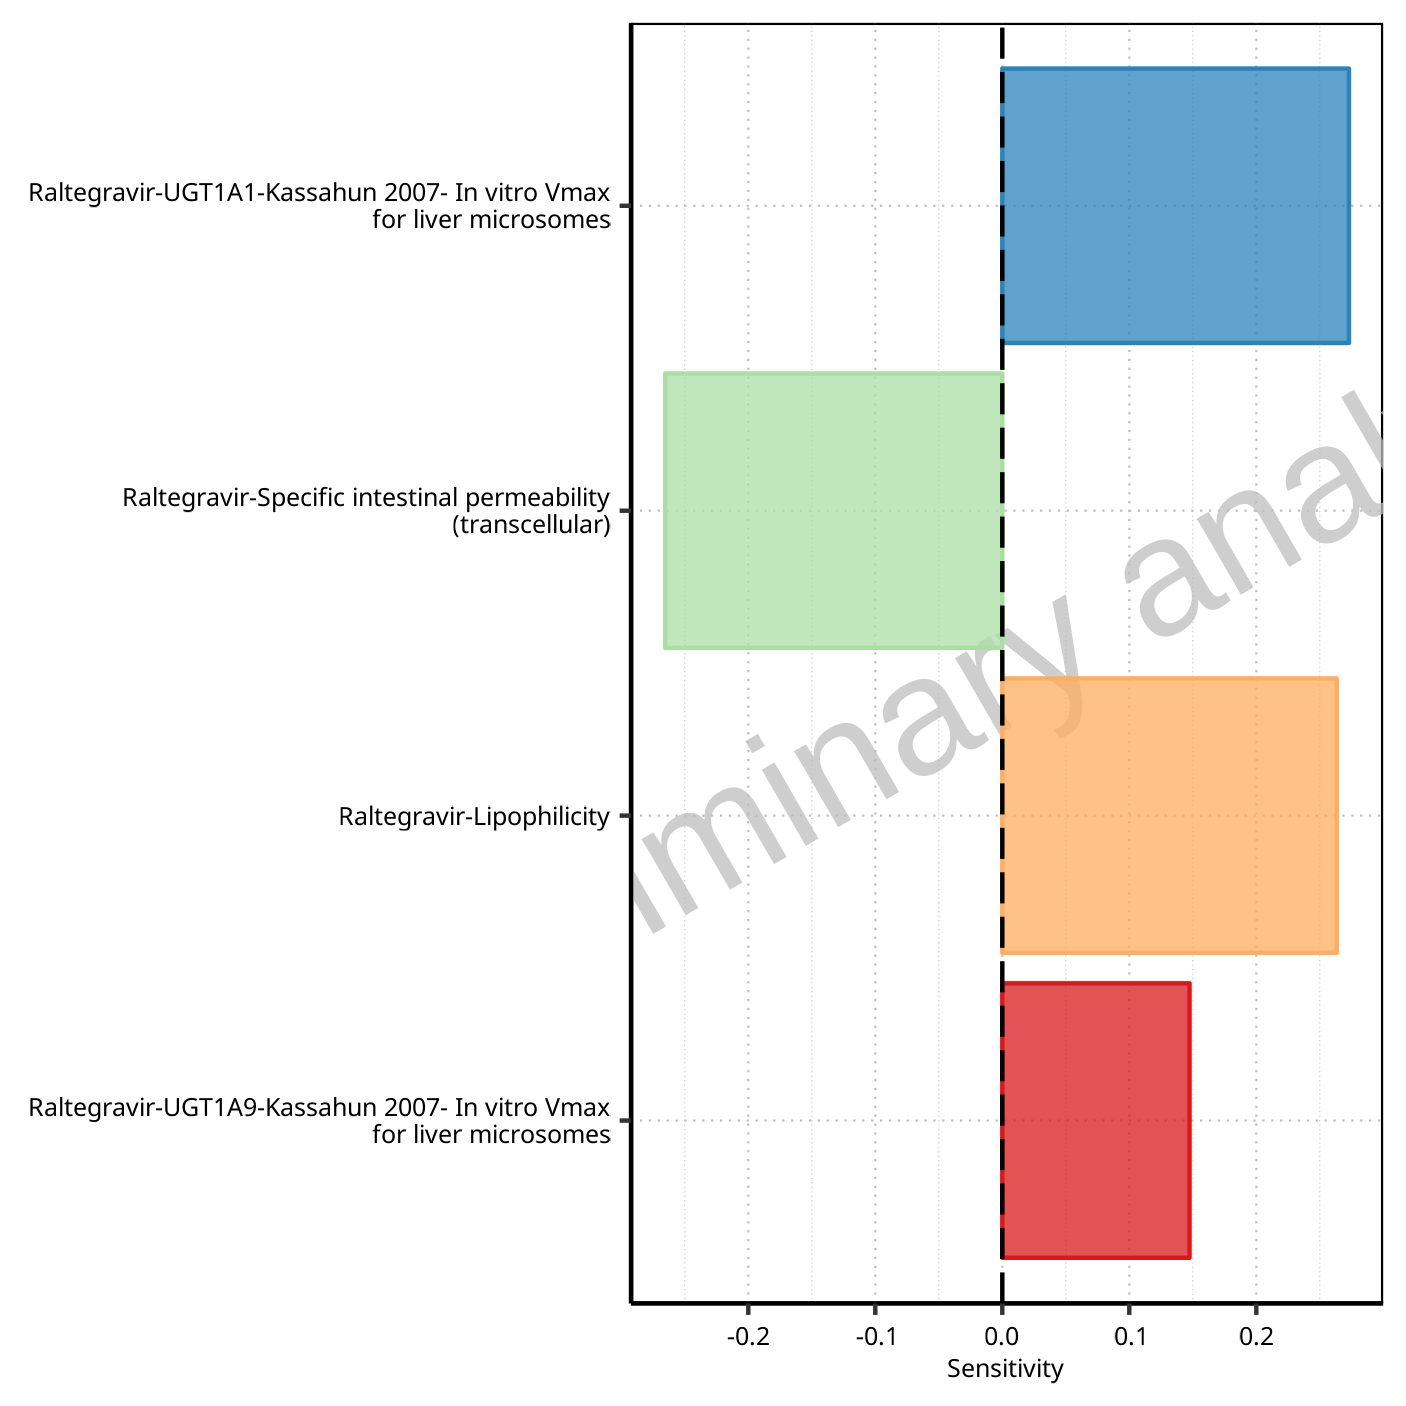 Raltegravir-UGT1A1-Kassahun 2007- In vitro Vmax
for liver microsomes
Raltegravir-Specific intestinal permeability
(transcellular)
Raltegravir-Lipophilicity
Raltegravir-UGT1A9-Kassahun 2007- In vitro Vmax
for liver microsomes
-0.2 -0.1 0.0 0.1 0.2
Sensitivity